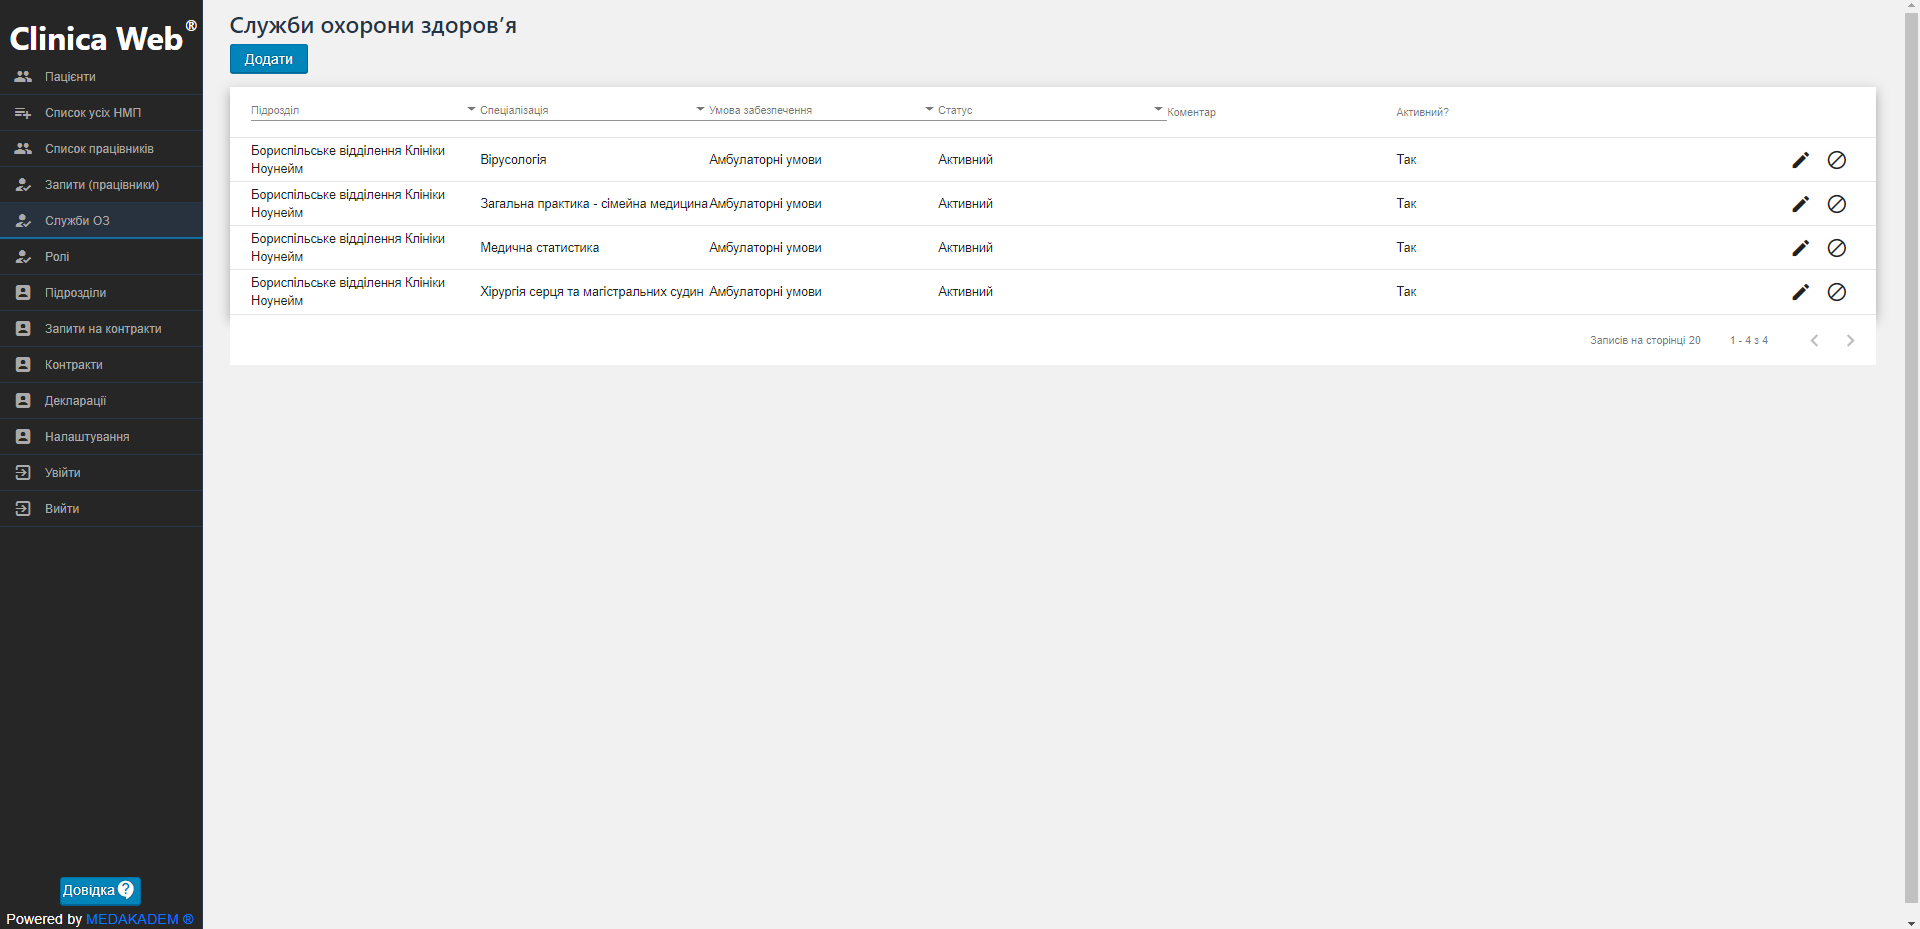 Clinica Web®
Пацієнти
Список усіх НМП
Список працівників
Запити (працівники)
Служби ОЗ
Ролі
Підрозділи
Запити на контракти
Контракти
Декларації
Налаштування
Увійти
Вийти
Довідка ?
Powered by MEDAKADEM ®
Служби охорони здоров’я
Додати
Підрозділ Спеціалізація Умова забезпечення Статус Коментар Активний?
Бориспільське відділення Клініки
Ноунейм
Вірусологія Амбулаторні умови Активний Так
Бориспільське відділення Клініки
Ноунейм
Загальна практика - сімейна медицина Амбулаторні умови Активний Так
Бориспільське відділення Клініки
Ноунейм
Медична статистика Амбулаторні умови Активний Так
Бориспільське відділення Клініки
Ноунейм
Хірургія серця та магістральних судин Амбулаторні умови Активний Так
Записів на сторінці 20 1 - 4 з 4